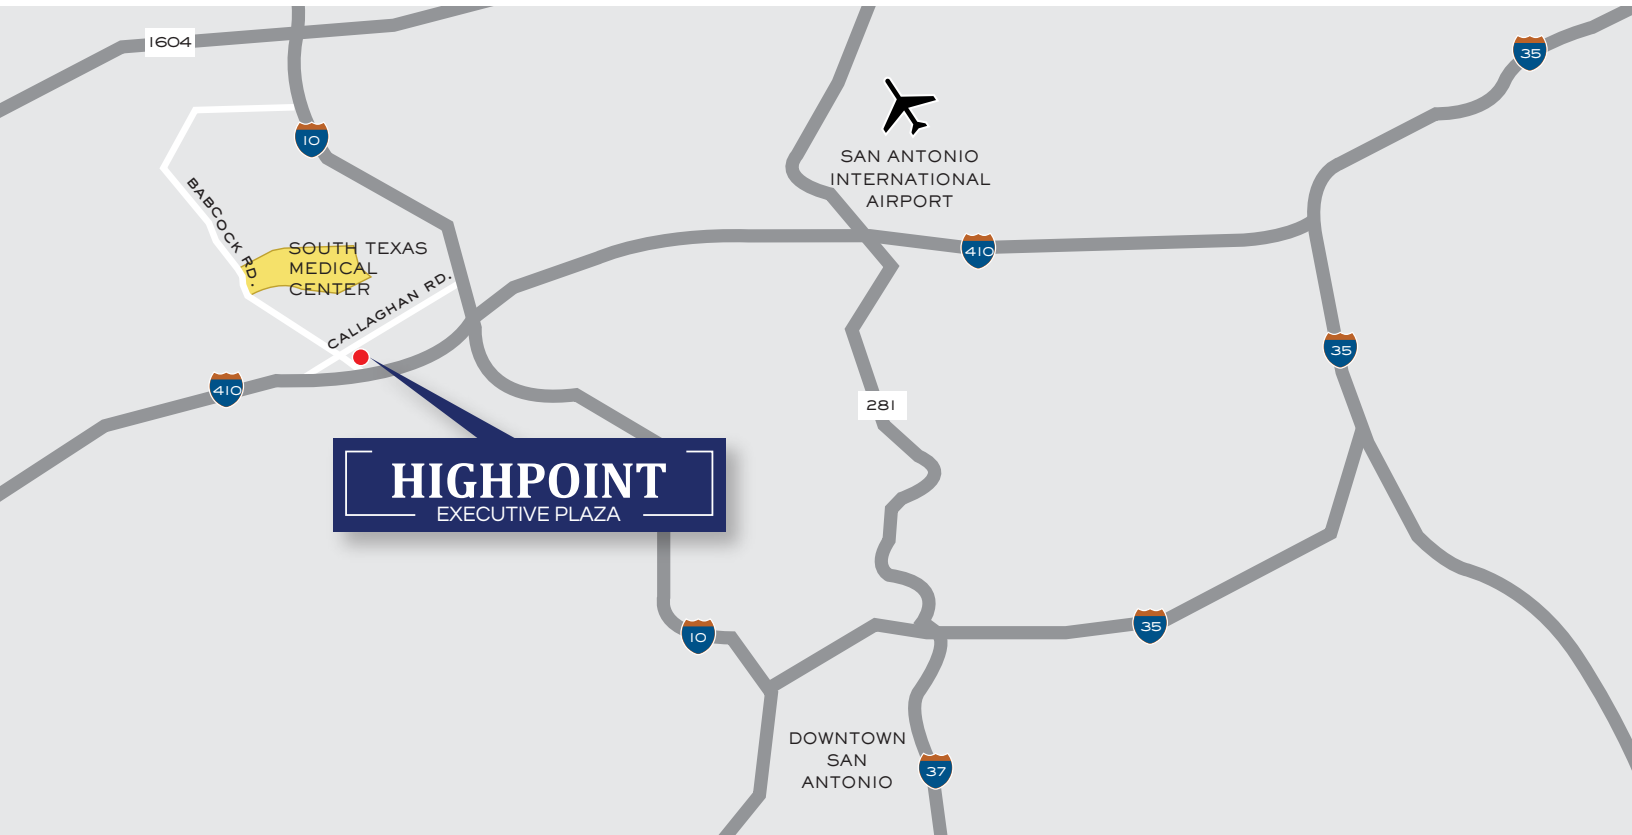 1604
35
10
SAN ANTONIO
INTERNATIONAL
AIRPORT
BABCOCK RD.
SOUTH TEXAS
MEDICAL
CENTER
410
CALLAGHAN RD.
35
410
281
HIGHPOINT
EXECUTIVE PLAZA
10
35
DOWNTOWN
SAN
ANTONIO
37